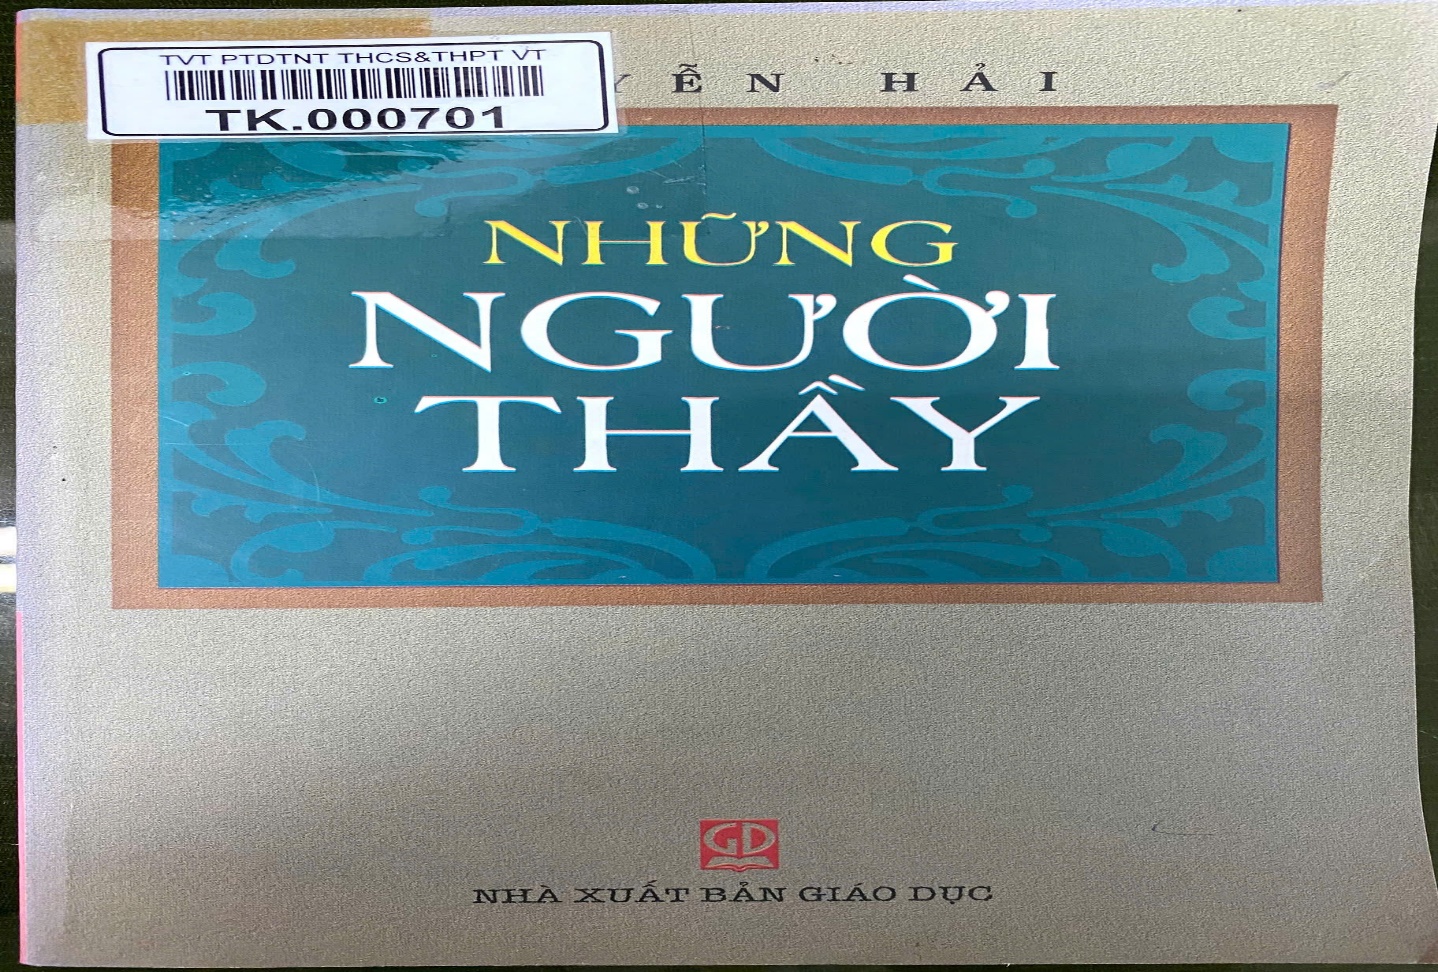 TVT PTDTNT THCS&THPT VT
TK.000701
YỄN HẢI
NHỮNG
NGƯỜI
THẦY
GD
NHÀ XUẤT BẢN GIÁO DỤC